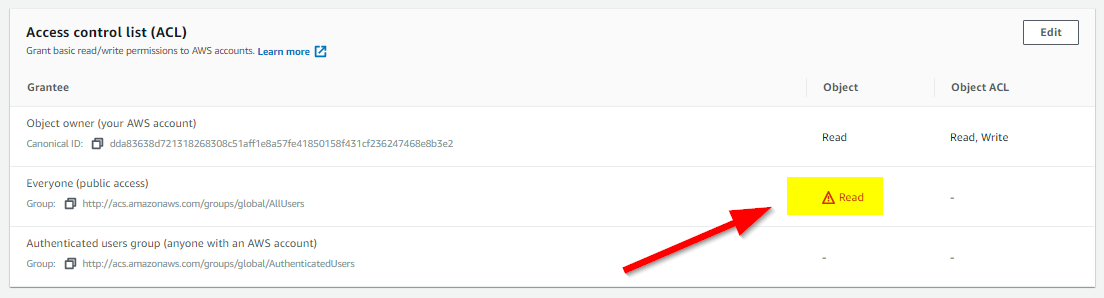 Access control list (ACL)
Edit
Grant basic read/write permissions to AWS accounts. Learn more
Grantee Object Object ACL
Object owner (your AWS account)
Canonical ID: dda83638d721318268308c51aff1e8a57fe41850158f431cf236247468e8b3e2 Read Read, Write
Everyone (public access)
Group: http://acs.amazonaws.com/groups/global/AllUsers Read -
Authenticated users group (anyone with an AWS account)
Group: http://acs.amazonaws.com/groups/global/AuthenticatedUsers - -